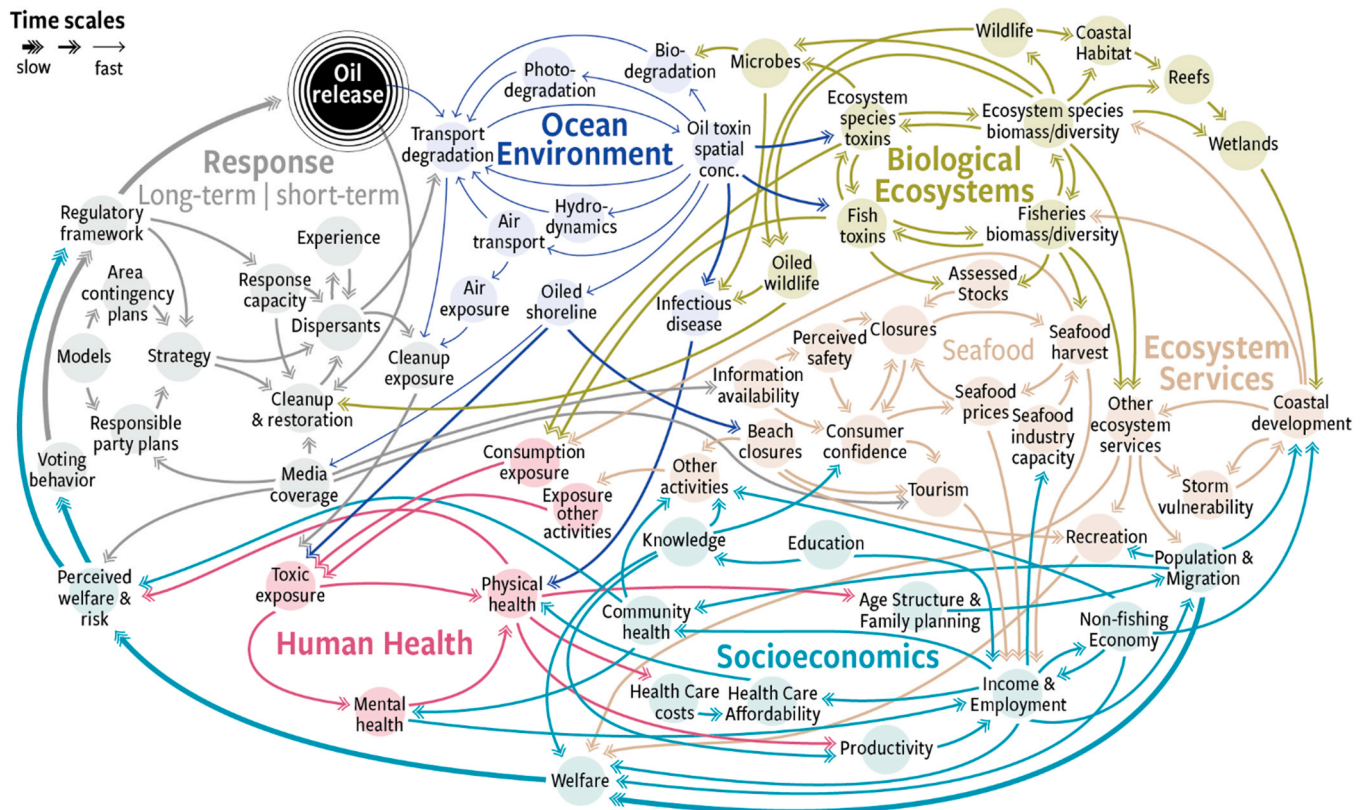 Time scales
slow
fast
Oil
release
Response
Long-term | short-term
Regulatory
framework
Experience
Area
contingency
plans
Response
capacity
Dispersants
Models
Strategy
Cleanup
exposure
Responsible
party plans
Cleanup
& restoration
Voting
behavior
Media
coverage
Perceived
welfare &
risk
Ocean
Environment
Bio-
degradation
Photo-
degradation
Transport
degradation
Oil toxin
spatial
conc.
Hydro-
dynamics
Air
transport
Air
exposure
Oiled
shoreline
Infectious
disease
Biological
Ecosystems
Microbes
Wildlife
Coastal
Habitat
Reefs
Wetlands
Ecosystem
species
toxins
Ecosystem species
biomass/diversity
Fish
toxins
Fisheries
biomass/diversity
Oiled
wildlife
Assessed
Stocks
Seafood
Ecosystem
Services
Perceived
safety
Closures
Seafood
harvest
Information
availability
Seafood
prices
Seafood
industry
capacity
Other
ecosystem
services
Coastal
development
Beach
closures
Consumer
confidence
Other
activities
Tourism
Storm
vulnerability
Recreation
Human Health
Consumption
exposure
Exposure
other
activities
Toxic
exposure
Physical
health
Mental
health
Socioeconomics
Knowledge
Education
Population &
Migration
Community
health
Age Structure &
Family planning
Non-fishing
Economy
Health Care
costs
Health Care
Affordability
Income &
Employment
Productivity
Welfare